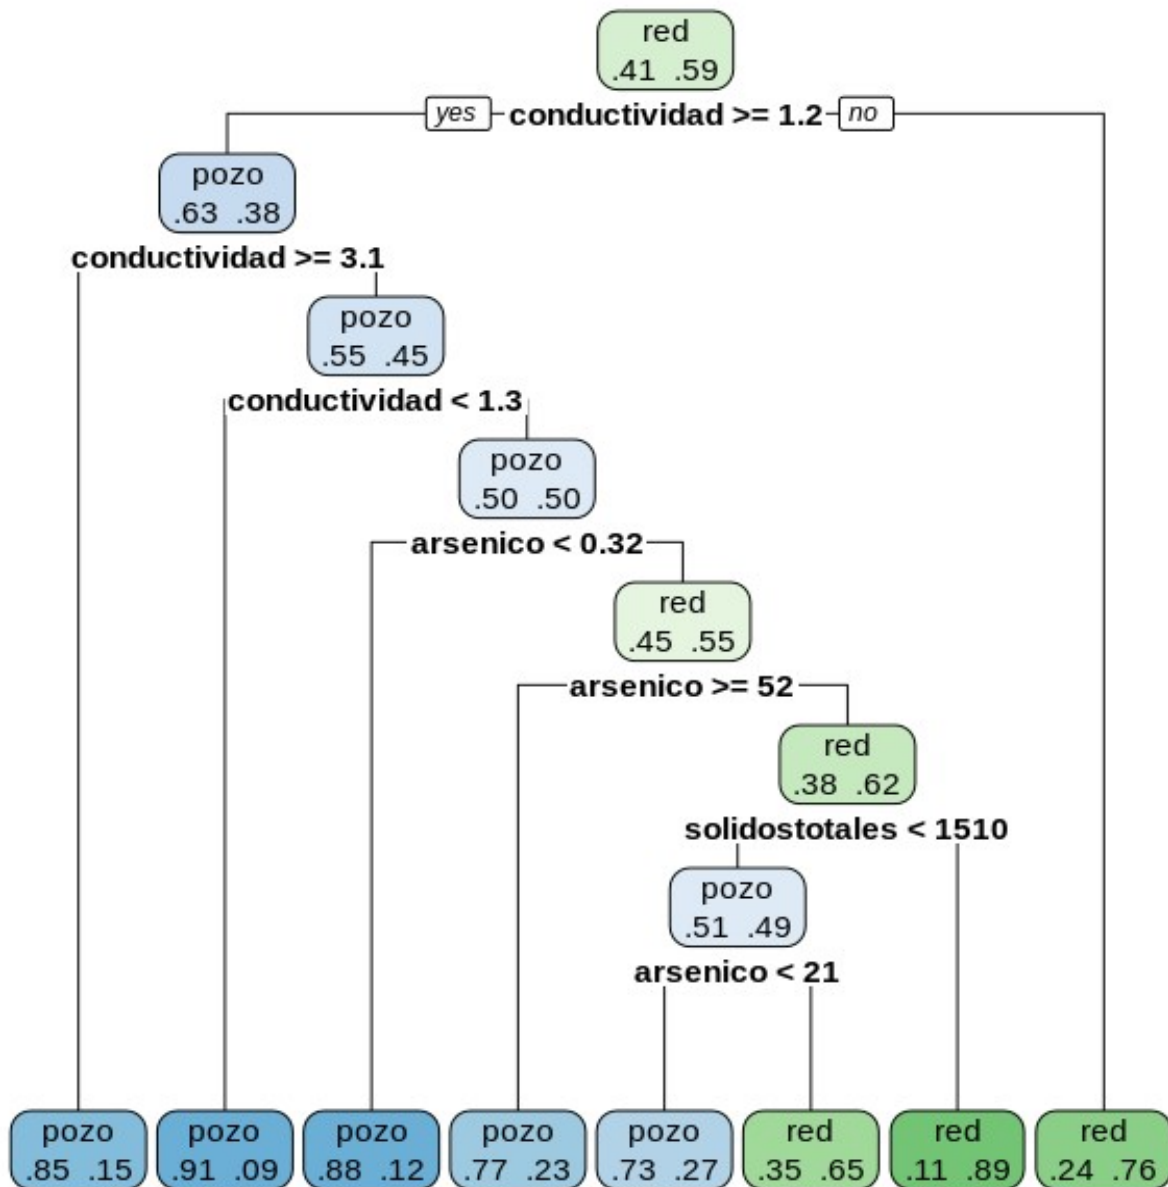 red
.41 .59
yes conductividad >= 1.2 no
pozo
.63 .38
conductividad >= 3.1
pozo
.55 .45
conductividad < 1.3
pozo
.50 .50
arsenico < 0.32
red
.45 .55
arsenico >= 52
red
.38 .62
solidostotales < 1510
pozo
.51 .49
arsenico < 21
pozo pozo pozo pozo pozo red red red
.85 .15 .91 .09 .88 .12 .77 .23 .73 .27 .35 .65 .11 .89 .24 .76